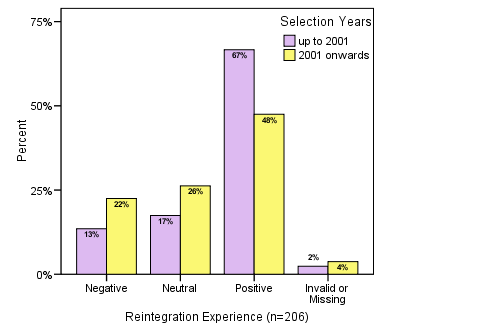 Selection Years
up to 2001
2001 onwards
75%
50%
25%
0%
Percent
13%
22%
17%
26%
67%
48%
2%
4%
Negative
Neutral
Positive
Invalid or
Missing
Reintegration Experience (n=206)